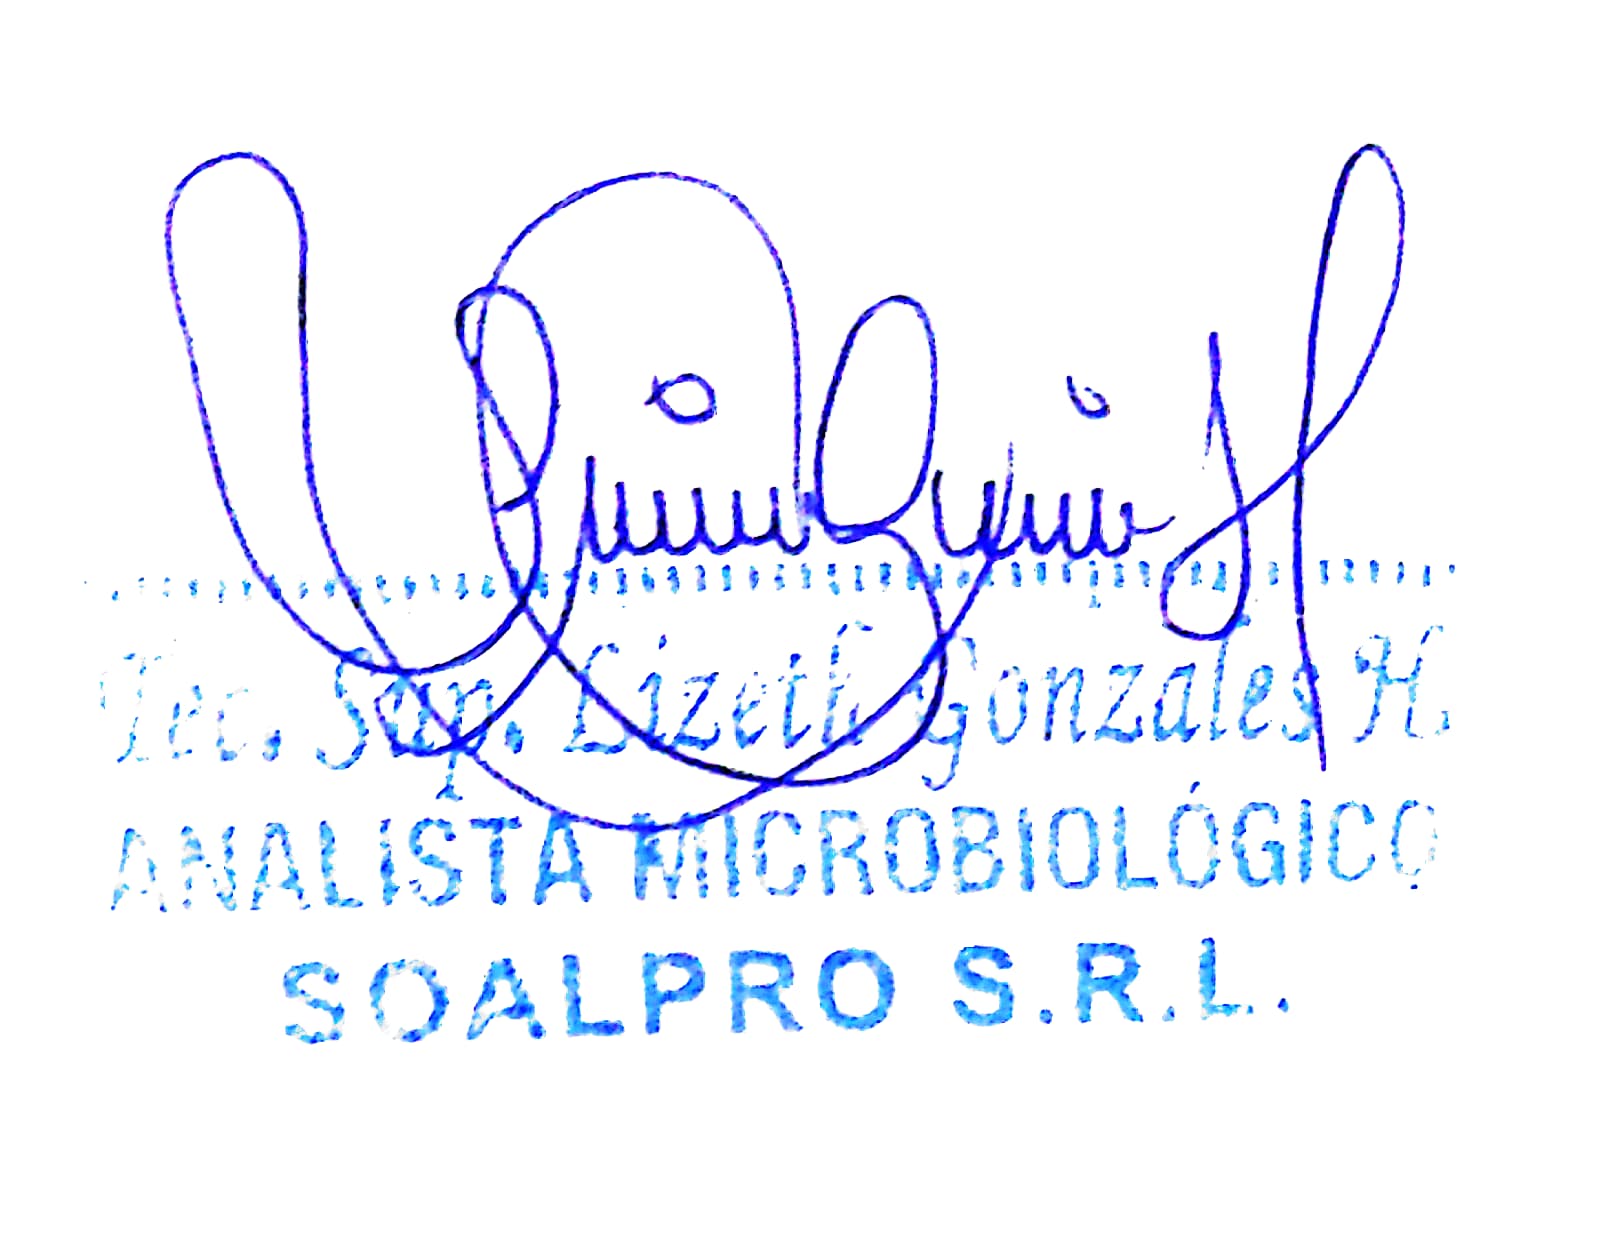 Tec. Sup. Lizeth Gonzales H.
ANALISTA MICROBIOLÓGICO
SOALPRO S.R.L.